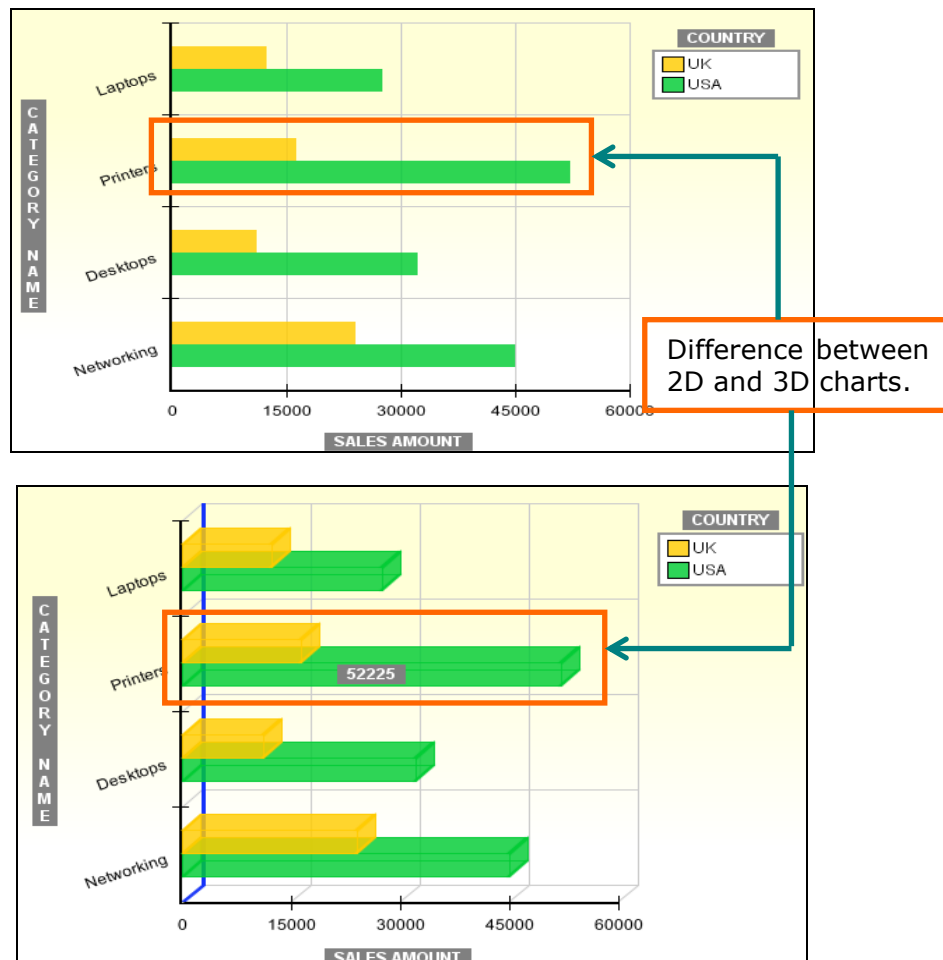 COUNTRY
UK
USA
CATEGORY NAME
Laptops
Printers
Desktops
Networking
0 15000 30000 45000 60000
SALES AMOUNT
Difference between
2D and 3D charts.
COUNTRY
UK
USA
CATEGORY NAME
Laptops
Printers
52225
Desktops
Networking
0 15000 30000 45000 60000
SALES AMOUNT